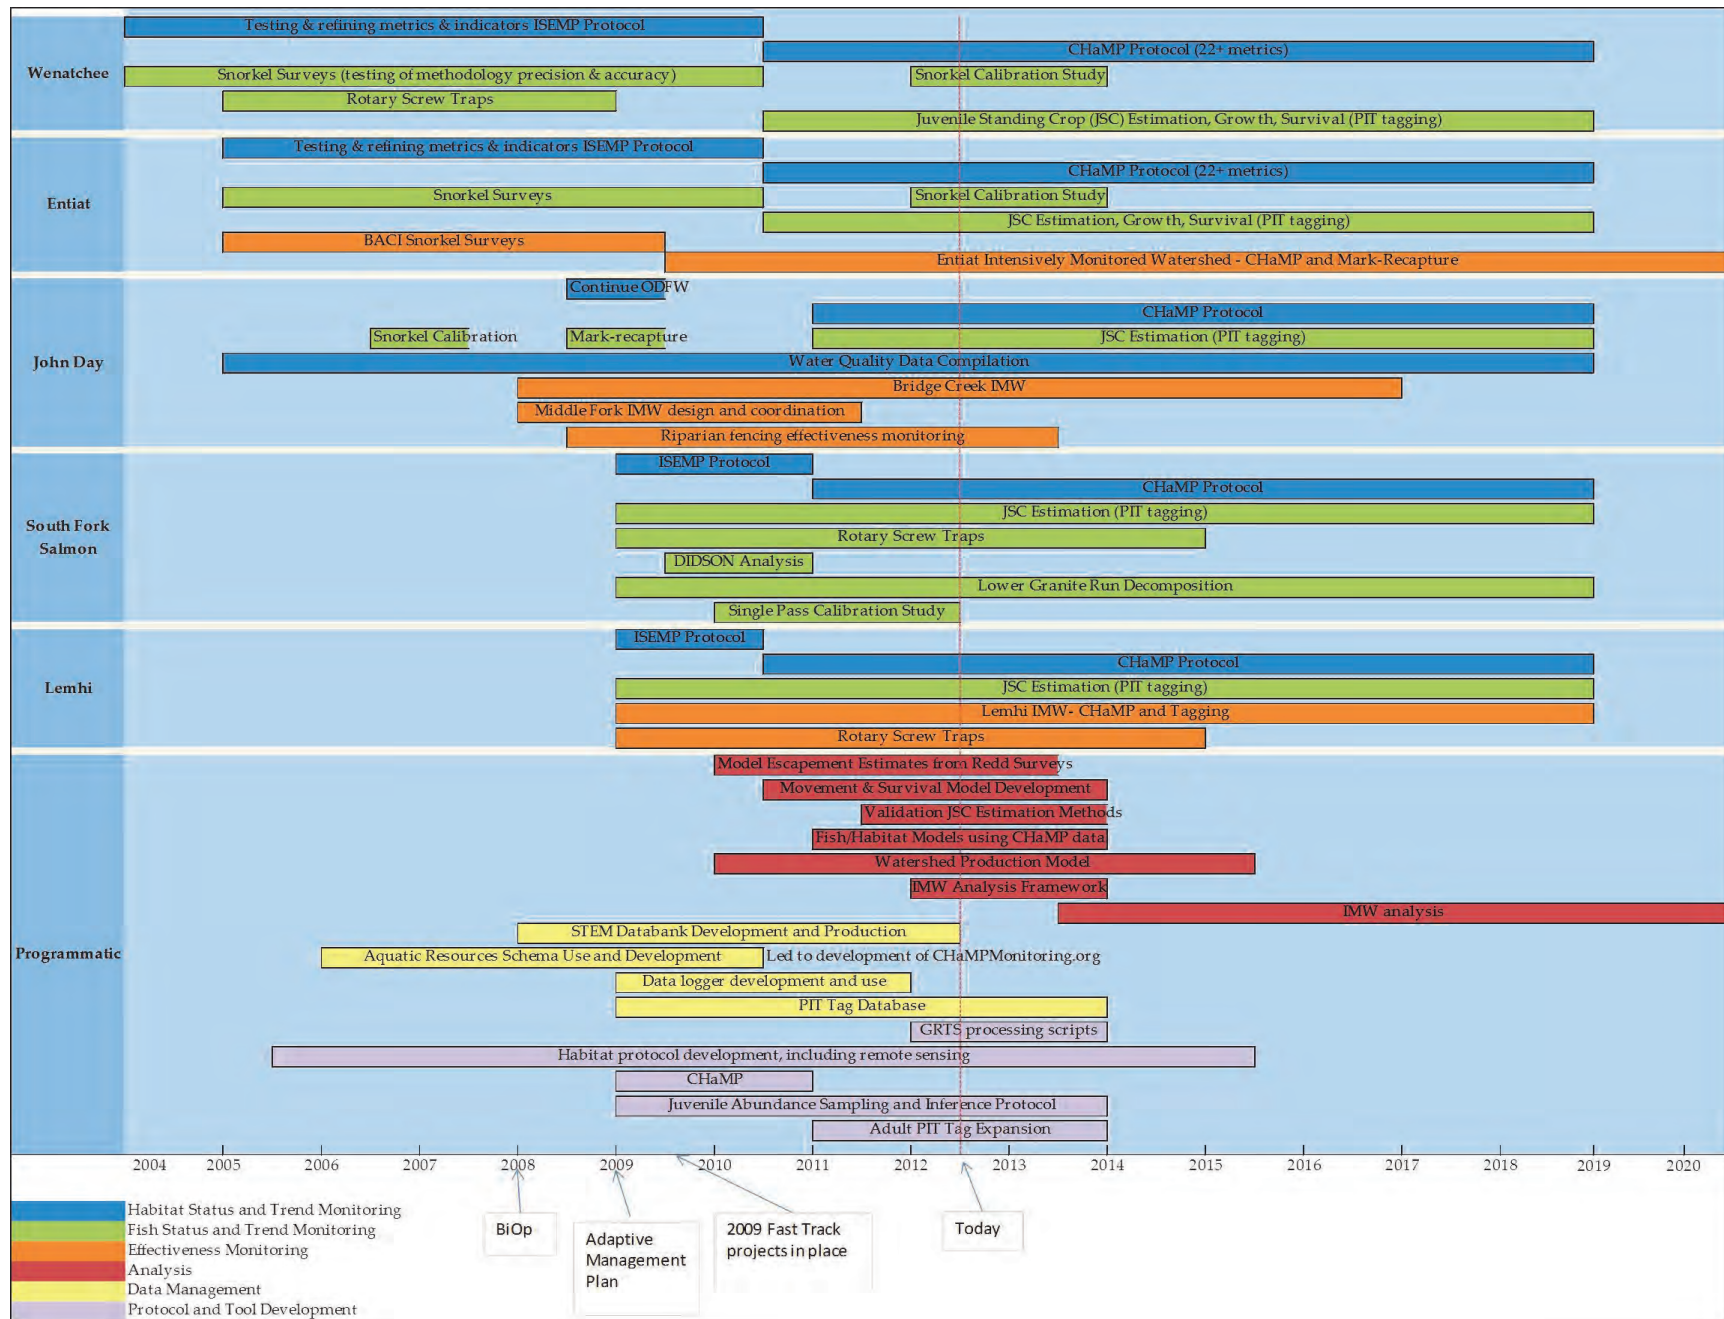 Wenatchee
Testing & refining metrics & indicators ISEMP Protocol
CHaMP Protocol (22+ metrics)
Snorkel Surveys (testing of methodology precision & accuracy)
Snorkel Calibration Study
Rotary Screw Traps
Juvenile Standing Crop (JSC) Estimation, Growth, Survival (PIT tagging)
Entiat
Testing & refining metrics & indicators ISEMP Protocol
CHaMP Protocol (22+ metrics)
Snorkel Surveys
Snorkel Calibration Study
JSC Estimation, Growth, Survival (PIT tagging)
BACI Snorkel Surveys
Entiat Intensively Monitored Watershed - CHaMP and Mark-Recapture
John Day
Continue ODFW
CHaMP Protocol
Snorkel Calibration
Mark-recapture
JSC Estimation (PIT tagging)
Water Quality Data Compilation
Bridge Creek IMW
Middle Fork IMW design and coordination
Riparian fencing effectiveness monitoring
South Fork
Salmon
ISEMP Protocol
CHaMP Protocol
JSC Estimation (PIT tagging)
Rotary Screw Traps
DIDSON Analysis
Lower Granite Run Decomposition
Single Pass Calibration Study
Lemhi
ISEMP Protocol
CHaMP Protocol
JSC Estimation (PIT tagging)
Lemhi IMW- CHaMP and Tagging
Rotary Screw Traps
Programmatic
Model Escapement Estimates from Redd Surveys
Movement & Survival Model Development
Validation JSC Estimation Methods
Fish/Habitat Models using CHaMP data
Watershed Production Model
IMW Analysis Framework
IMW analysis
STEM Databank Development and Production
Aquatic Resources Schema Use and Development
Led to development of CHaMPMonitoring.org
Data logger development and use
PIT Tag Database
GRTS processing scripts
Habitat protocol development, including remote sensing
CHaMP
Juvenile Abundance Sampling and Inference Protocol
Adult PIT Tag Expansion
2004 2005 2006 2007 2008 2009 2010 2011 2012 2013 2014 2015 2016 2017 2018 2019 2020
BiOp
Adaptive
Management
Plan
2009 Fast Track
projects in place
Today
Habitat Status and Trend Monitoring
Fish Status and Trend Monitoring
Effectiveness Monitoring
Analysis
Data Management
Protocol and Tool Development